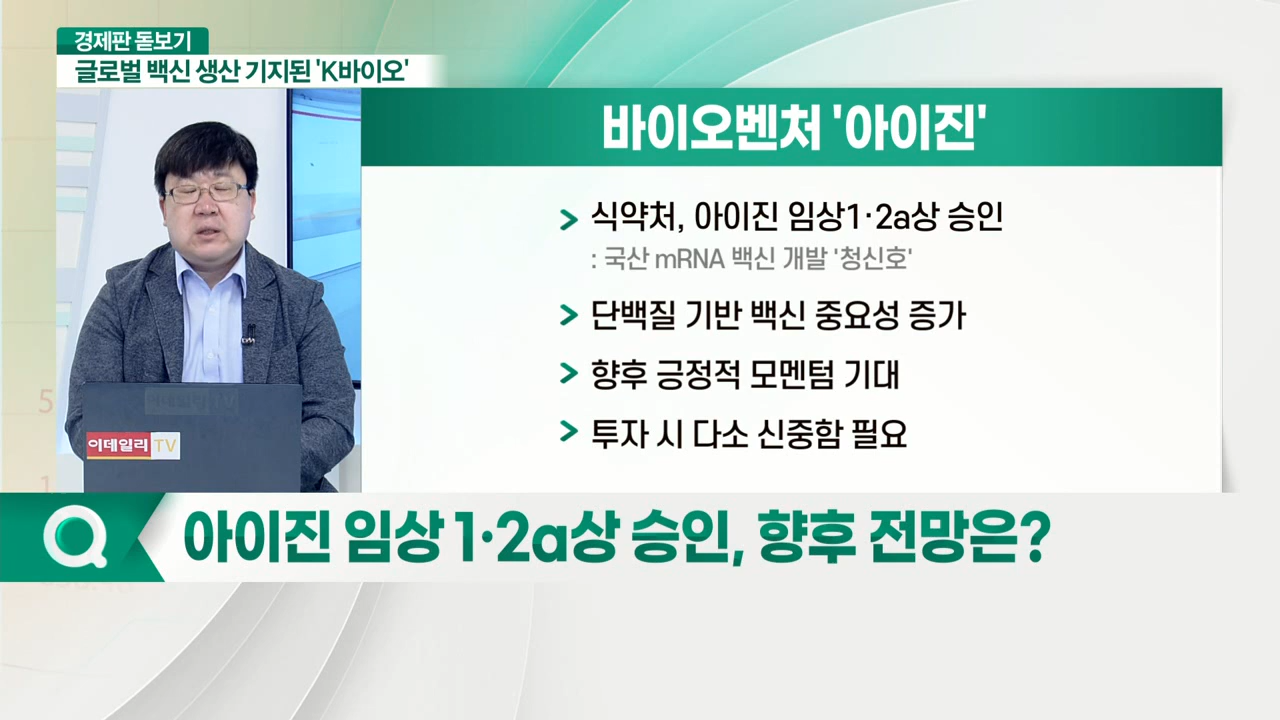 경제판 돋보기
글로벌 백신 생산 기지된 'K바이오'
바이오벤처 '아이진'
식약처, 아이진 임상1·2a상 승인
: 국산 mRNA 백신 개발 '청신호'
단백질 기반 백신 중요성 증가
향후 긍정적 모멘텀 기대
투자 시 다소 신중함 필요
이데일리 TV
아이진 임상 1·2a상 승인, 향후 전망은?